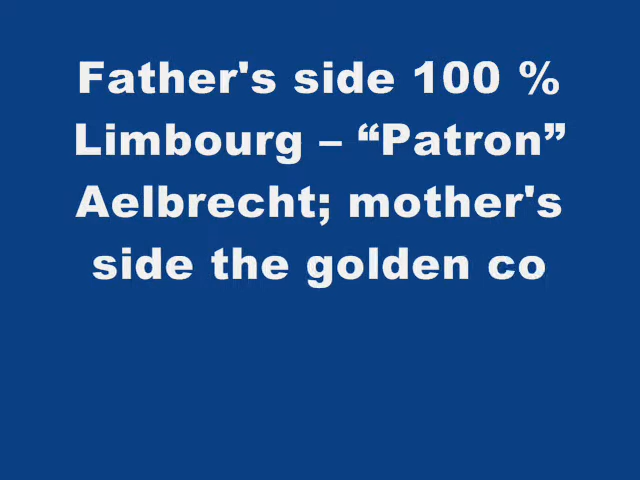 Father's side 100 %
Limbourg – “Patron”
Aelbrecht; mother's
side the golden co